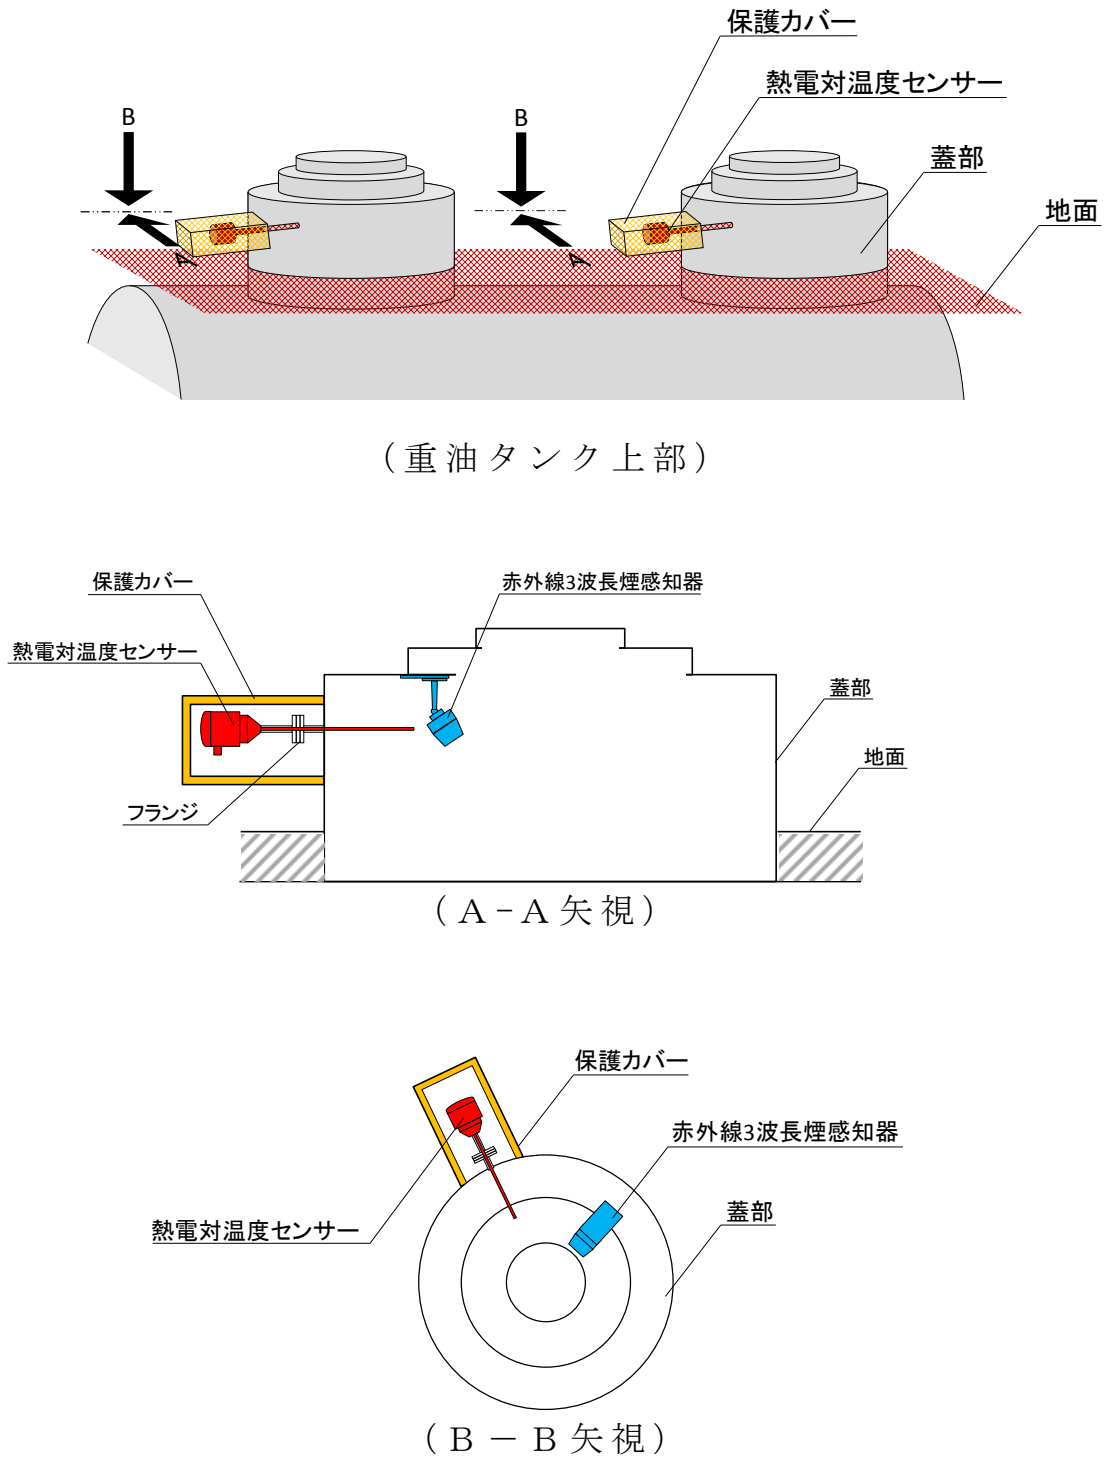 保護カバー
熱電対温度センサー
B
B
蓋部
地面
A
A
（重油タンク上部）
保護カバー
赤外線3波長煙感知器
熱電対温度センサー
蓋部
地面
フランジ
（A-A矢視）
保護カバー
赤外線3波長煙感知器
熱電対温度センサー
蓋部
（B－B矢視）